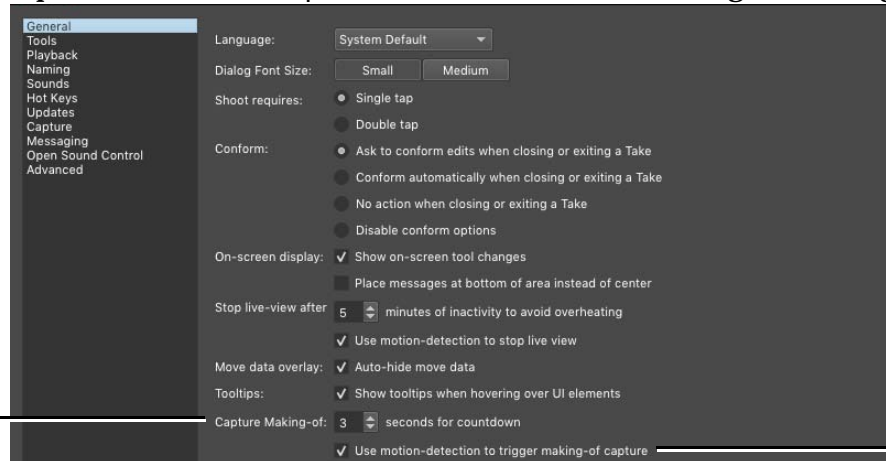 General
Tools
Playback
Naming
Sounds
Hot Keys
Updates
Capture
Messaging
Open Sound Control
Advanced
Language: System Default
Dialog Font Size: Small Medium
Shoot requires: Single tap
Double tap
Conform: Ask to conform edits when closing or exiting a Take
Conform automatically when closing or exiting a Take
No action when closing or exiting a Take
Disable conform options
On-screen display: Show on-screen tool changes
Place messages at bottom of area instead of center
Stop live-view after 5 minutes of inactivity to avoid overheating
Use motion-detection to stop live view
Move data overlay: Auto-hide move data
Tooltips: Show tooltips when hovering over UI elements
Capture Making-of: 3 seconds for countdown
Use motion-detection to trigger making-of capture